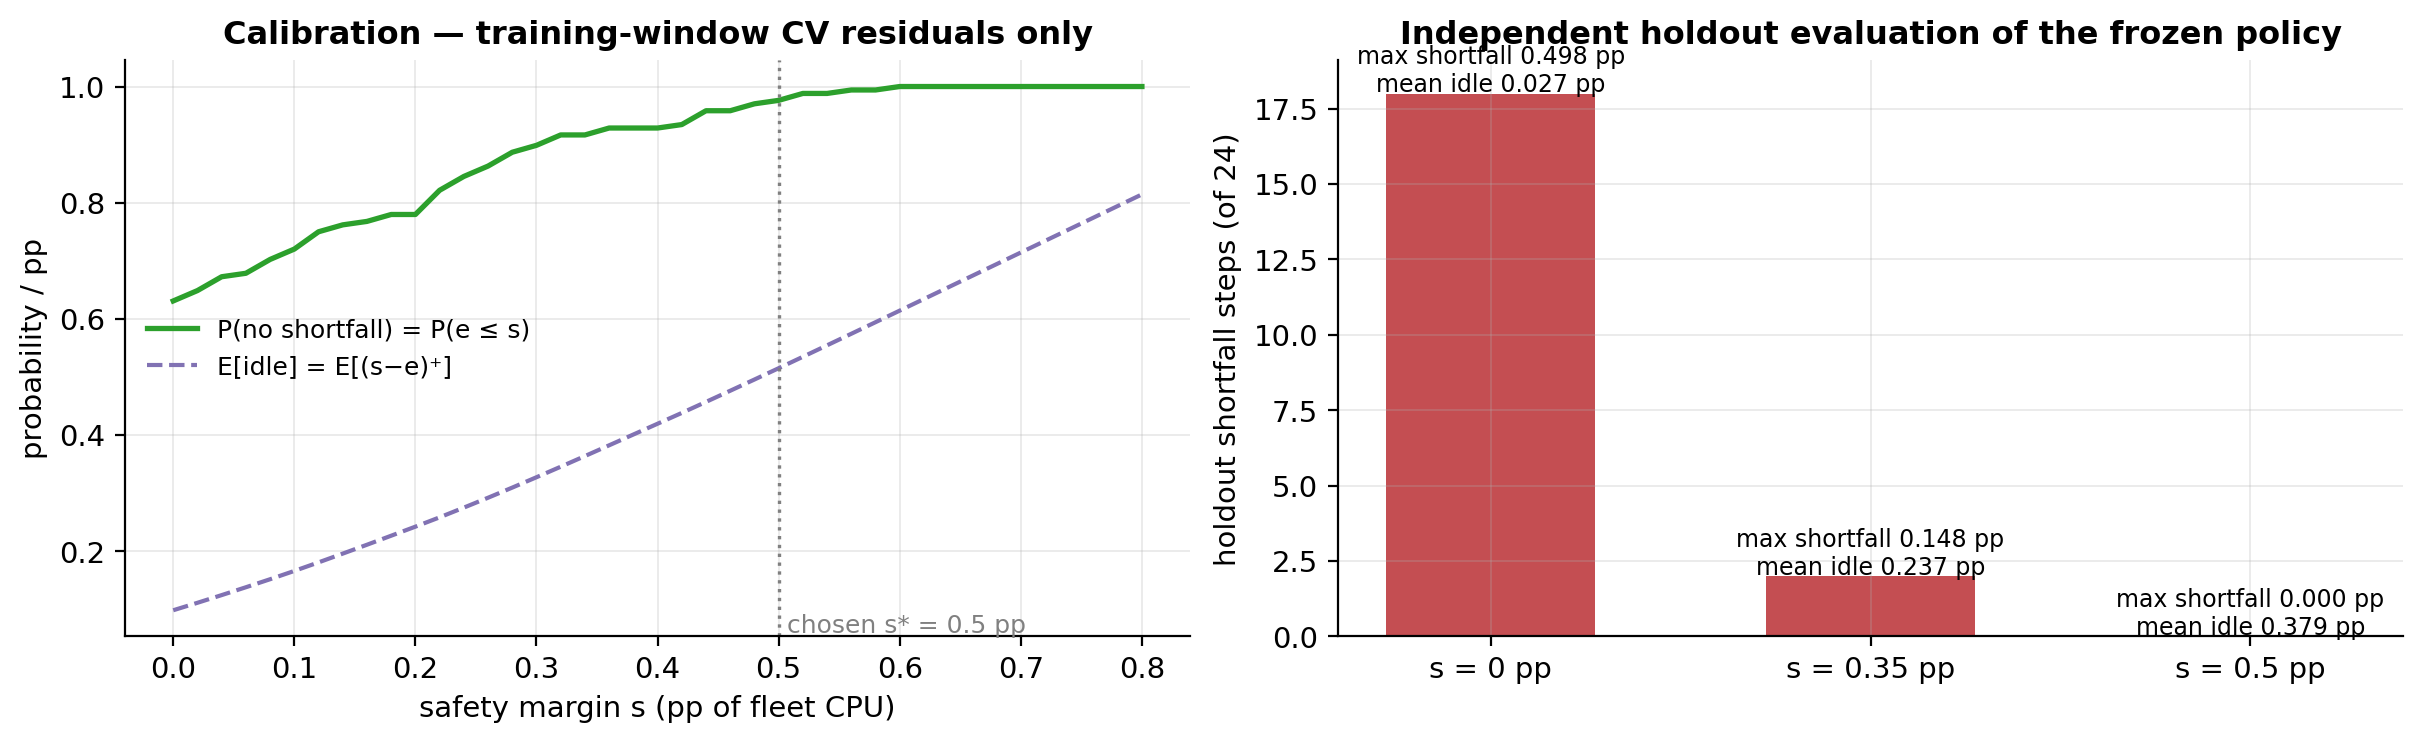 Calibration — training-window CV residuals only
probability / pp
1.0
0.8
0.6
0.4
0.2
P(no shortfall) = P(e ≤ s)
E[idle] = E[(s−e)⁺]
chosen s* = 0.5 pp
0.0 0.1 0.2 0.3 0.4 0.5 0.6 0.7 0.8
safety margin s (pp of fleet CPU)
Independent holdout evaluation of the frozen policy
holdout shortfall steps (of 24)
17.5
15.0
12.5
10.0
7.5
5.0
2.5
0.0
max shortfall 0.498 pp
mean idle 0.027 pp
max shortfall 0.148 pp
mean idle 0.237 pp
max shortfall 0.000 pp
mean idle 0.379 pp
s = 0 pp s = 0.35 pp s = 0.5 pp